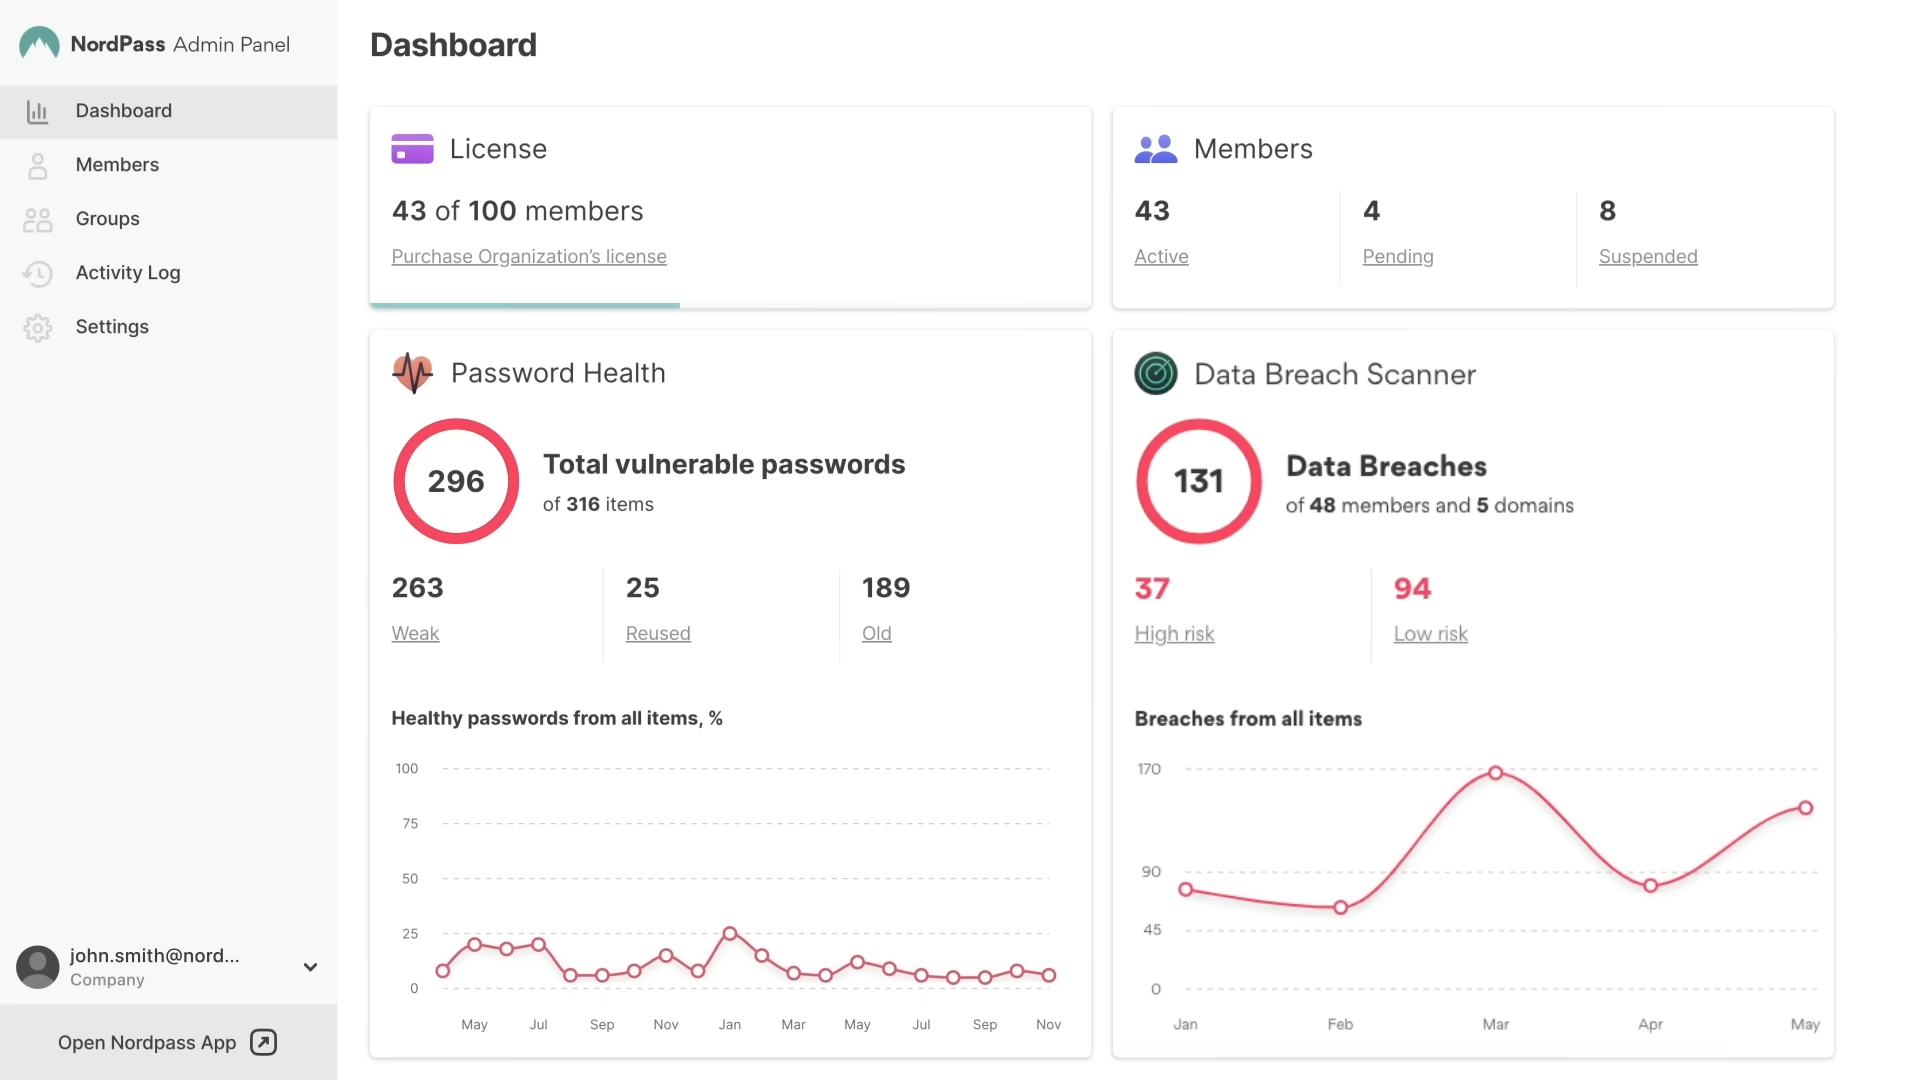 NordPass Admin Panel
Dashboard
Members
Groups
Activity Log
Settings
john.smith@nord...
Company
Open Nordpass App
Dashboard
License
43 of 100 members
Purchase Organization’s license
Members
43
Active
4
Pending
8
Suspended
Password Health
296
Total vulnerable passwords
of 316 items
263
Weak
25
Reused
189
Old
Healthy passwords from all items, %
100
75
50
25
0
May Jul Sep Nov Jan Mar May Jul Sep Nov
Data Breach Scanner
131
Data Breaches
of 48 members and 5 domains
37
High risk
94
Low risk
Breaches from all items
170
90
45
0
Jan Feb Mar Apr May